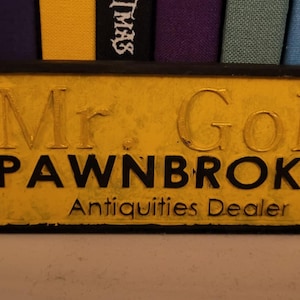 TMAS
Mr. Gol
PAWNBROK
Antiquities Dealer